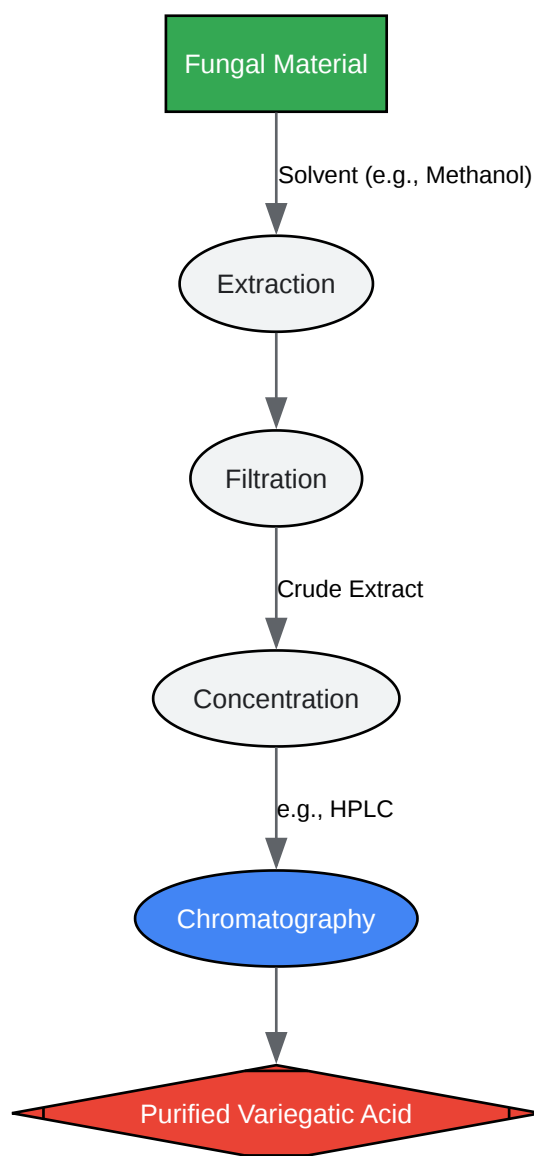 Fungal Material
Solvent (e.g., Methanol)
Extraction
Filtration
Crude Extract
Concentration
e.g., HPLC
Chromatography
Purified Variegatic Acid